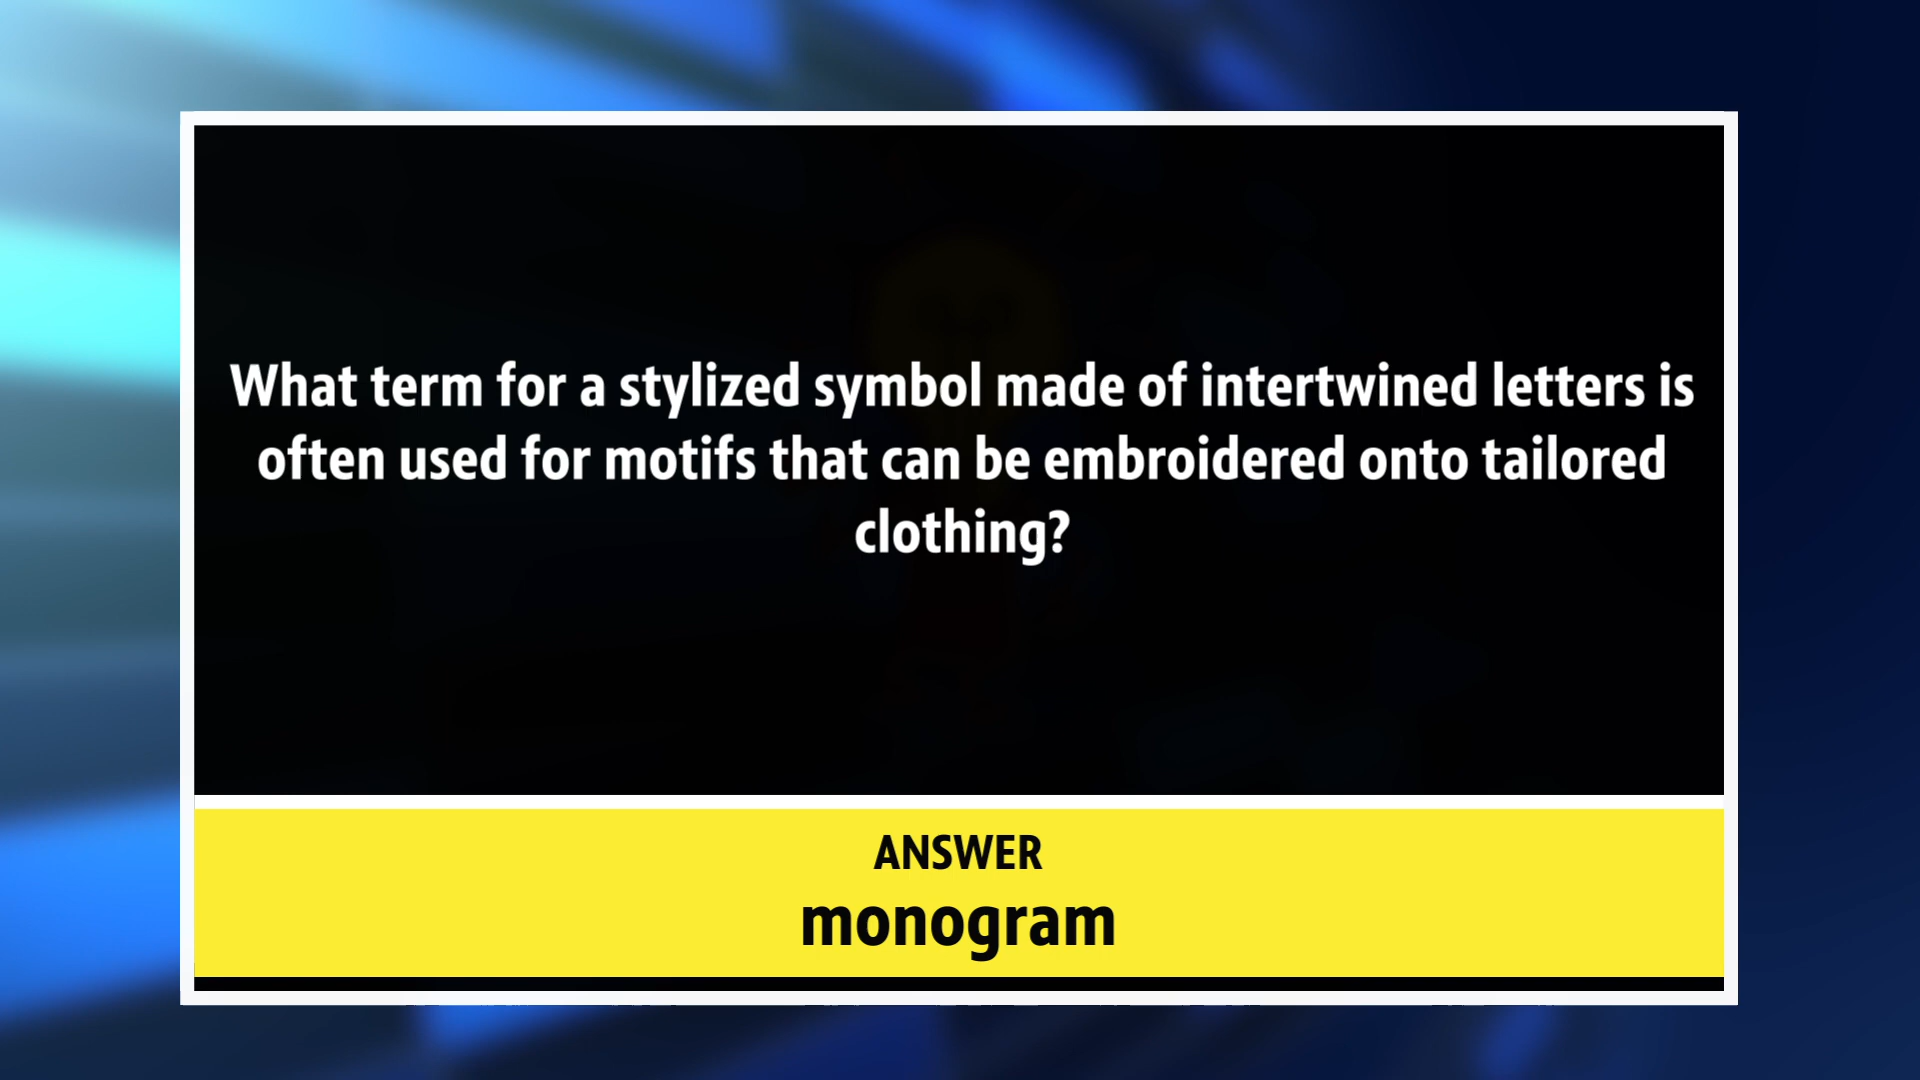 What term for a stylized symbol made of intertwined letters is
often used for motifs that can be embroidered onto tailored
clothing?
ANSWER
monogram